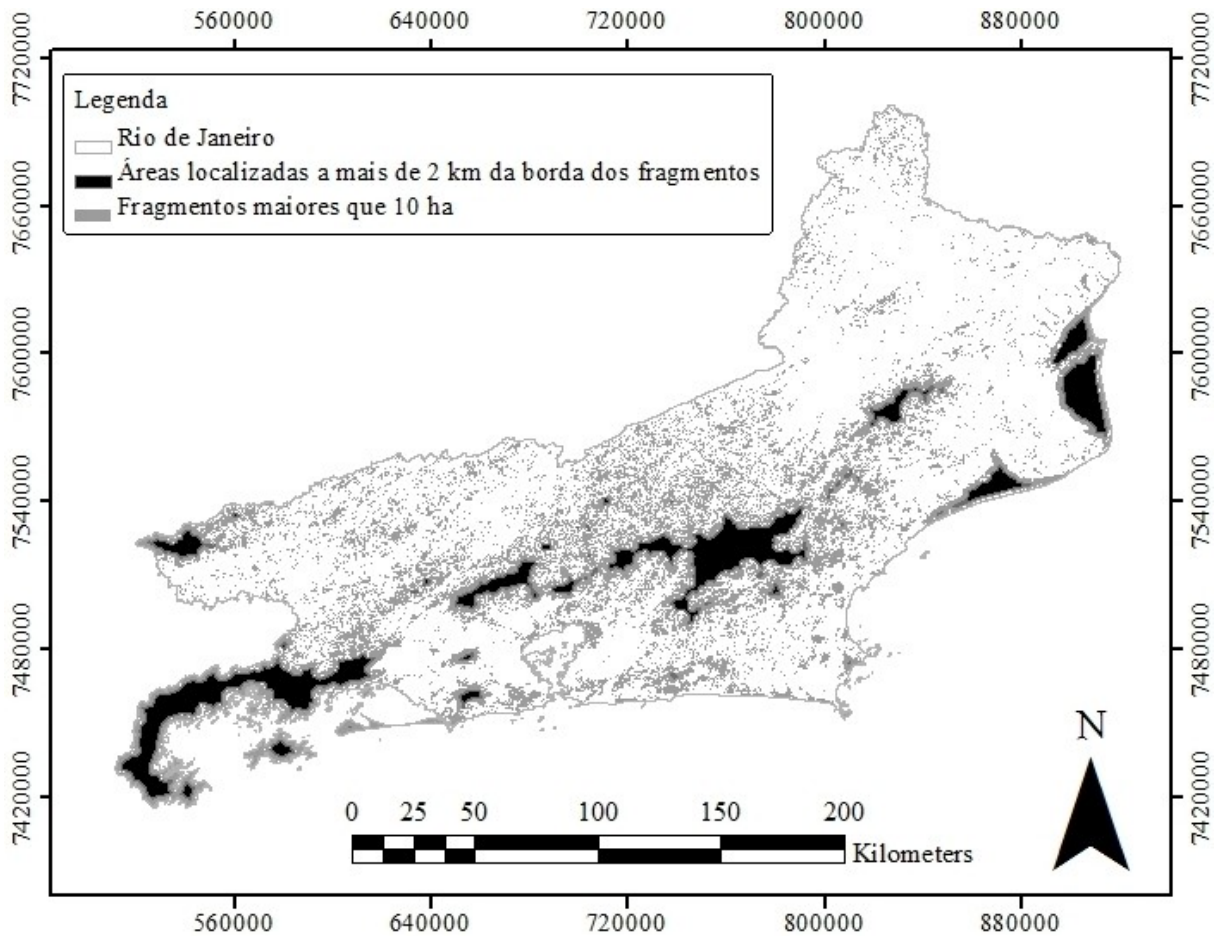 560000 640000 720000 800000 880000
7720000
7660000
7600000
7540000
7480000
7420000
Legenda
Rio de Janeiro
Áreas localizadas a mais de 2 km da borda dos fragmentos
Fragmentos maiores que 10 ha
7720000
7660000
7600000
7540000
7480000
7420000
N
0 25 50 100 150 200
Kilometers
560000 640000 720000 800000 880000